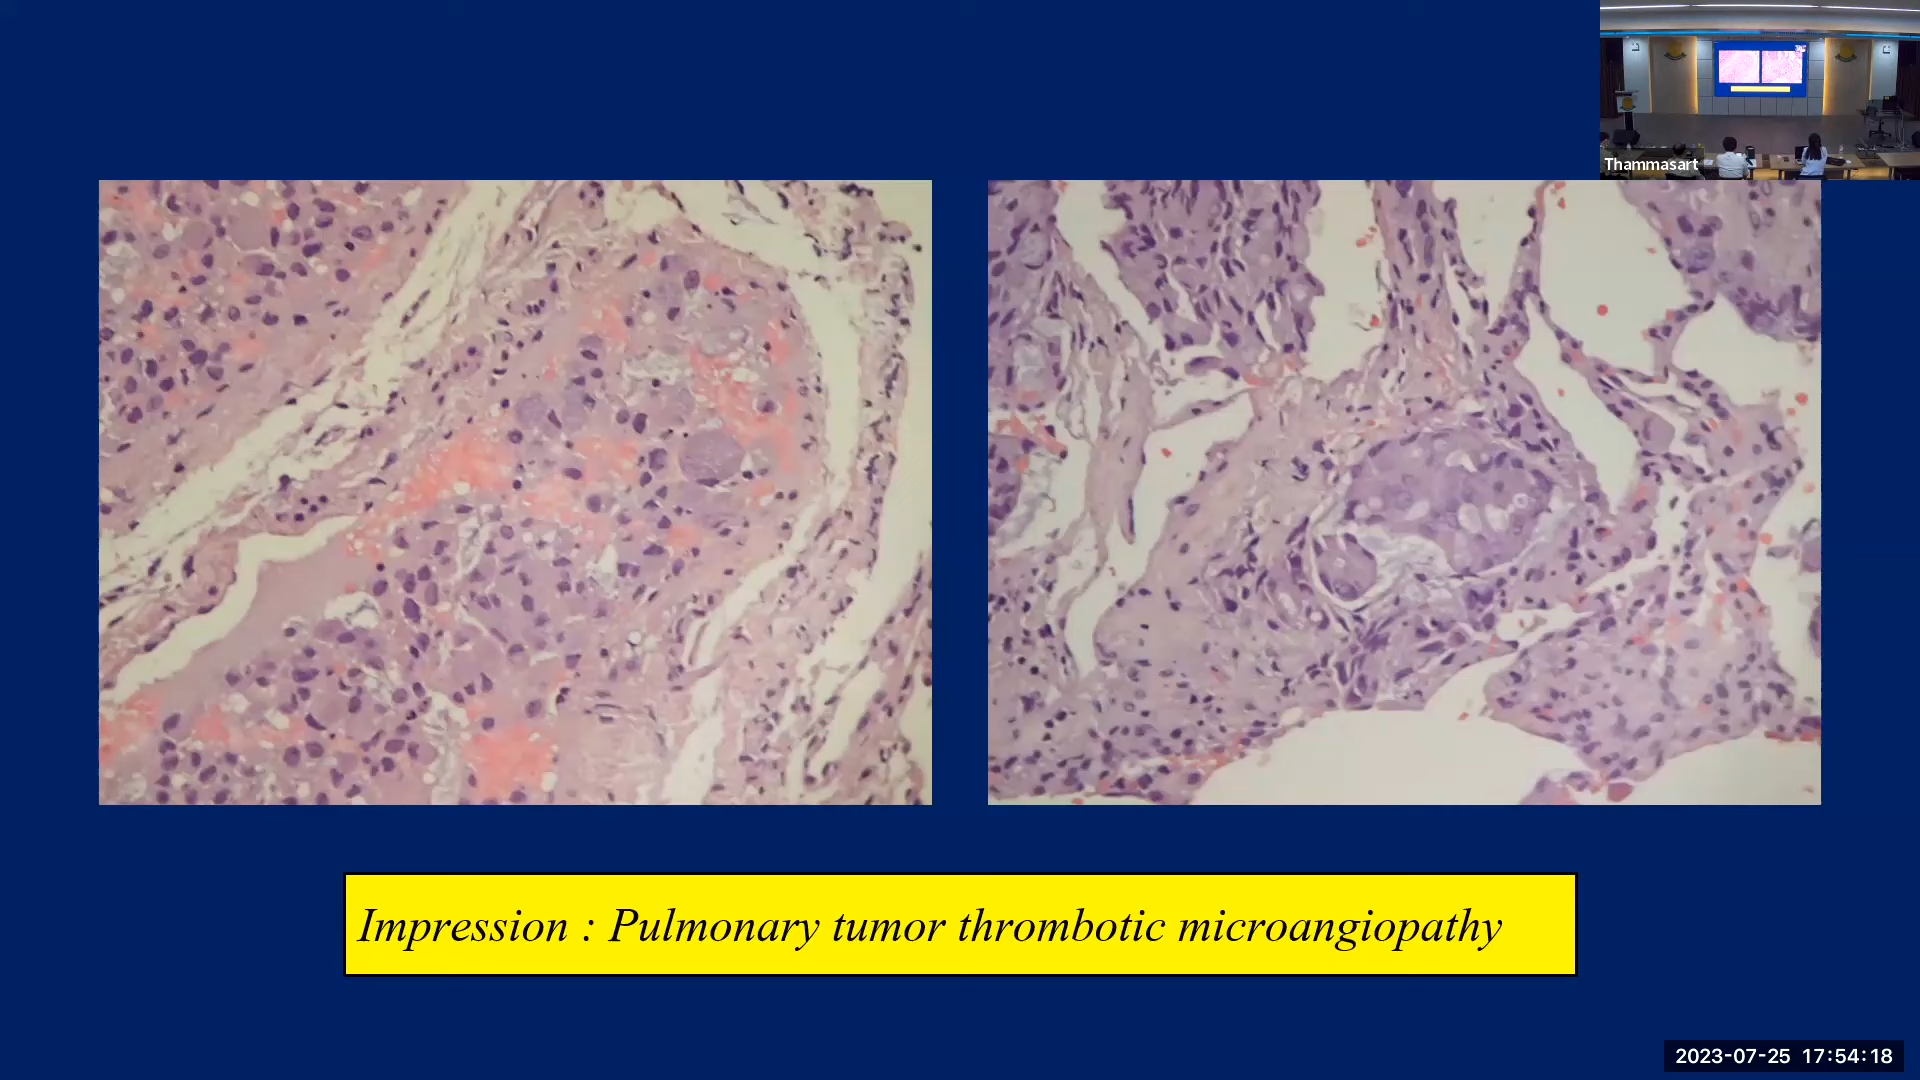 Thammasart
Impression : Pulmonary tumor thrombotic microangiopathy
2023-07-25 17:54:18